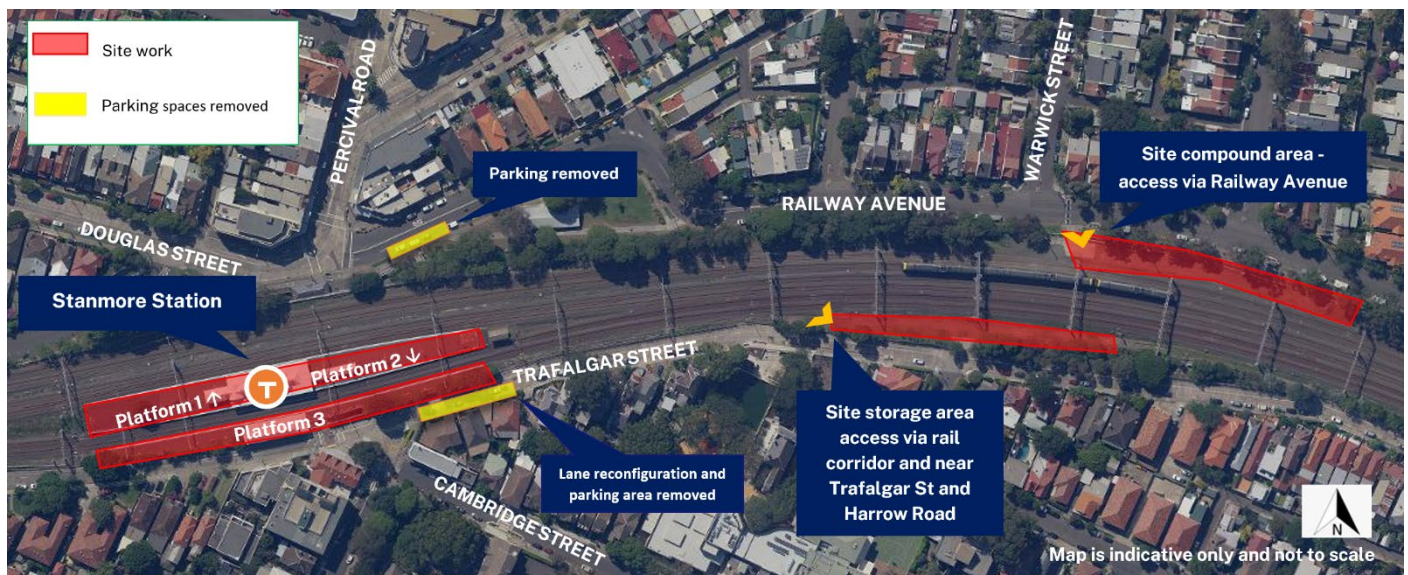 Site work
Parking spaces removed
PERCIVAL ROAD
WARWICK STREET
Parking removed
Site compound area -
access via Railway Avenue
RAILWAY AVENUE
DOUGLAS STREET
Stanmore Station
Platform 1 ↑
T
Platform 2 ↓
Platform 3
TRAFALGAR STREET
Lane reconfiguration and
parking area removed
CAMBRIDGE STREET
Site storage area
access via rail
corridor and near
Trafalgar St and
Harrow Road
N
Map is indicative only and not to scale